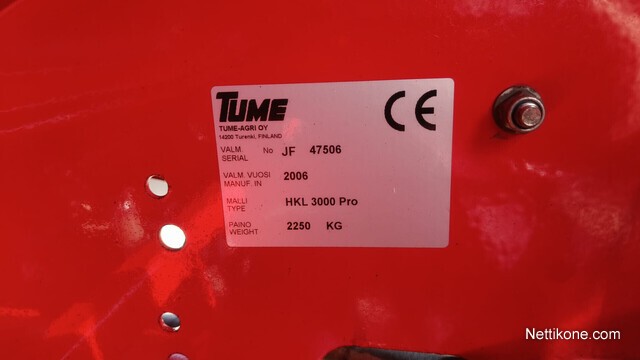 TUME CE
TUME-AGRI OY
14200 Turenki, FINLAND
VALM. No JF 47506
SERIAL
VALM. VUOSI 2006
MANUF. IN
MALLI HKL 3000 Pro
TYPE
PAINO 2250 KG
WEIGHT
Nettikone.com